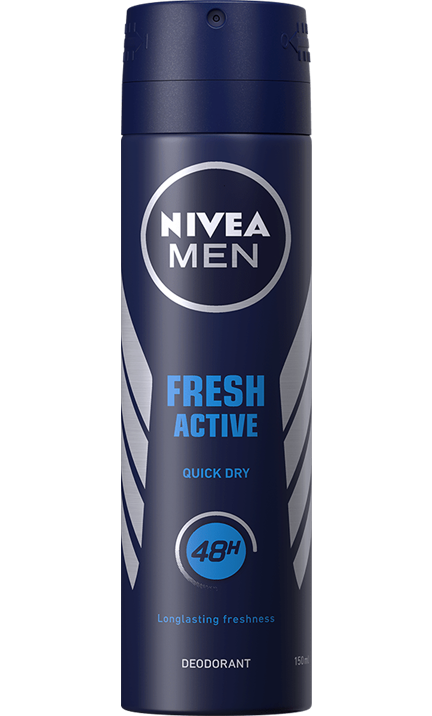 NIVEA
MEN
FRESH
ACTIVE
QUICK DRY
48H
Longlasting freshness
DEODORANT
150ml